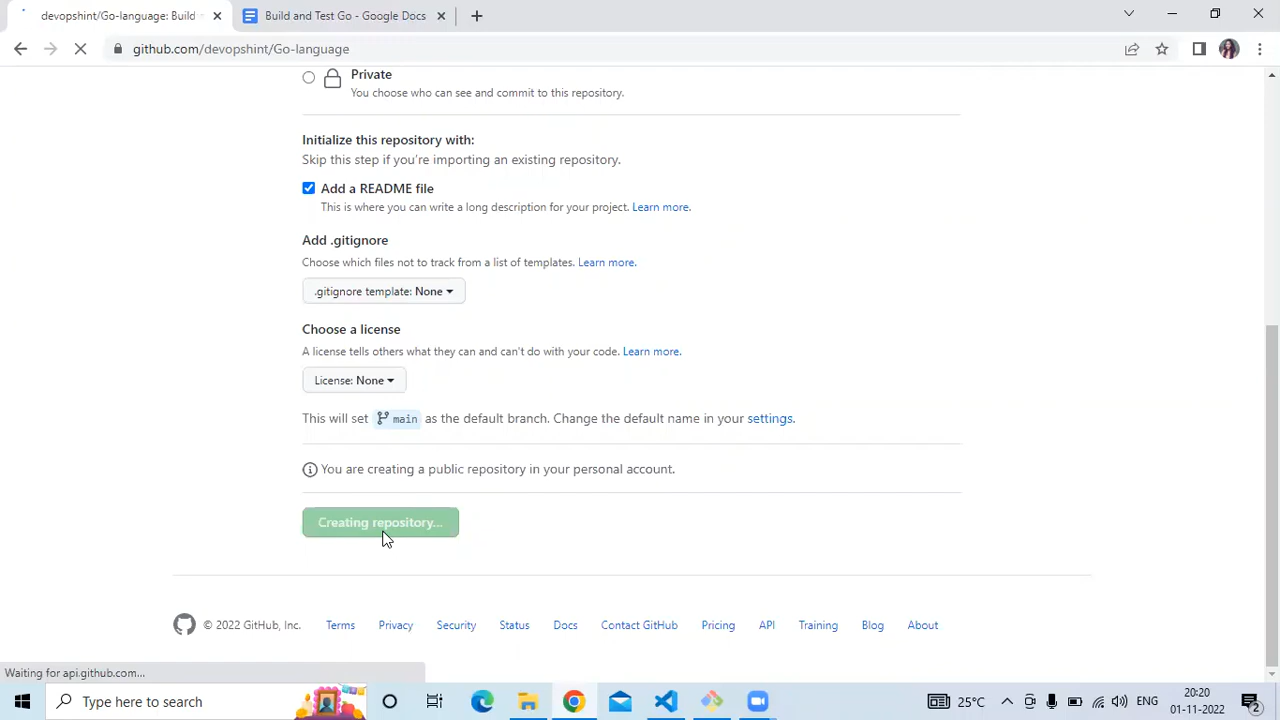 devopshint/Go-language: Build
Build and Test Go - Google Docs
github.com/devopshint/Go-language
Private
You choose who can see and commit to this repository.
Initialize this repository with:
Skip this step if you're importing an existing repository.
Add a README file
This is where you can write a long description for your project. Learn more.
Add .gitignore
Choose which files not to track from a list of templates. Learn more.
.gitignore template: None
Choose a license
A license tells others what they can and can't do with your code. Learn more.
License: None
This will set main as the default branch. Change the default name in your settings.
You are creating a public repository in your personal account.
Creating repository...
© 2022 GitHub, Inc. Terms Privacy Security Status Docs Contact GitHub Pricing API Training Blog About
Waiting for api.github.com...
Type here to search
25°C
ENG
20:20
01-11-2022
2